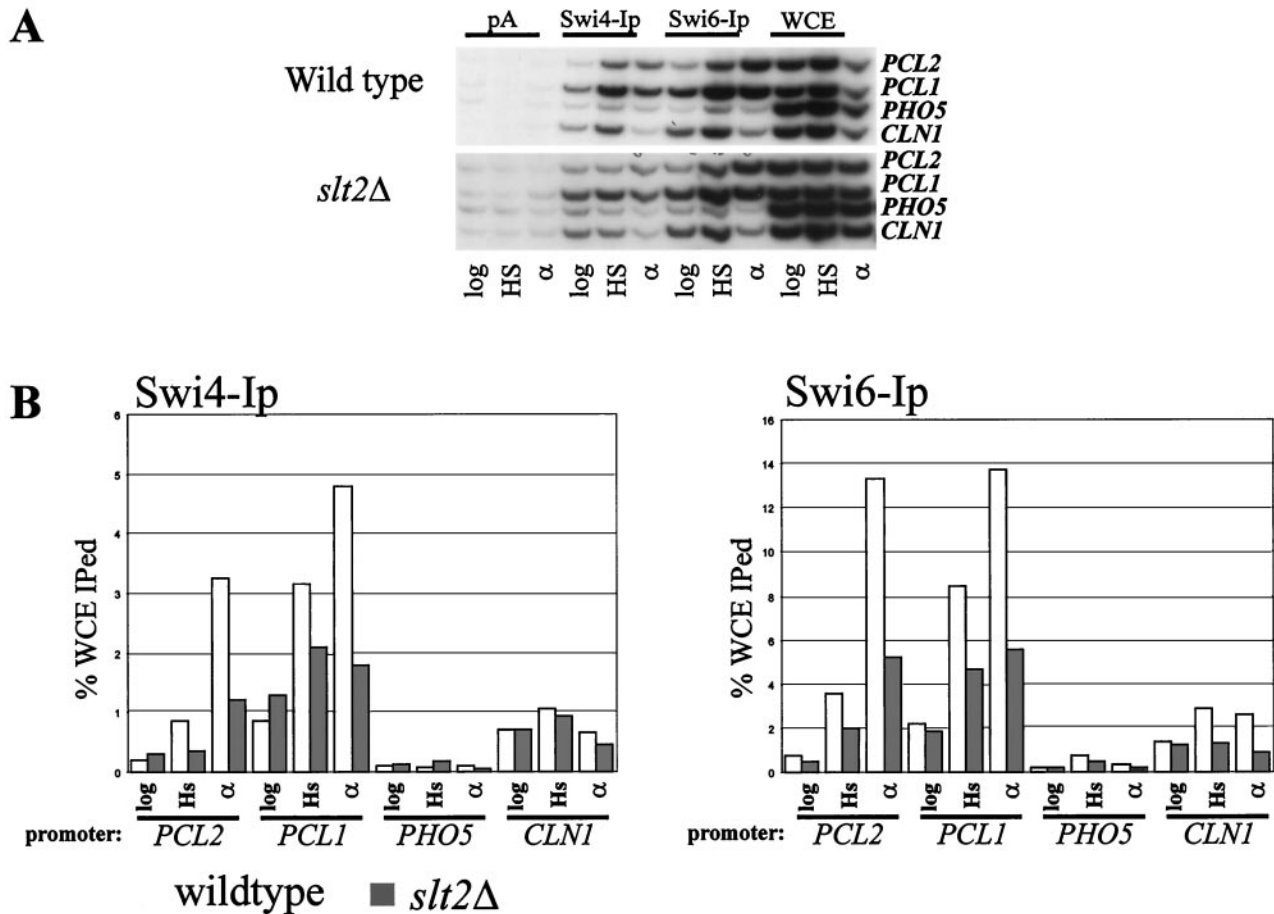 A
pA Swi4-Ip Swi6-Ip WCE
Wild type
PCL2
PCL1
PHO5
CLN1
slt2Δ
PCL2
PCL1
PHO5
CLN1
log HS α log HS α log HS α log HS α
B
Swi4-Ip
% WCE IPed
6
5
4
3
2
1
0
log Hs α log Hs α log Hs α log Hs α
promoter: PCL2 PCL1 PHO5 CLN1
Swi6-Ip
% WCE IPed
16
14
12
10
8
6
4
2
0
log Hs α log Hs α log Hs α log Hs α
promoter: PCL2 PCL1 PHO5 CLN1
wildtype slt2Δ